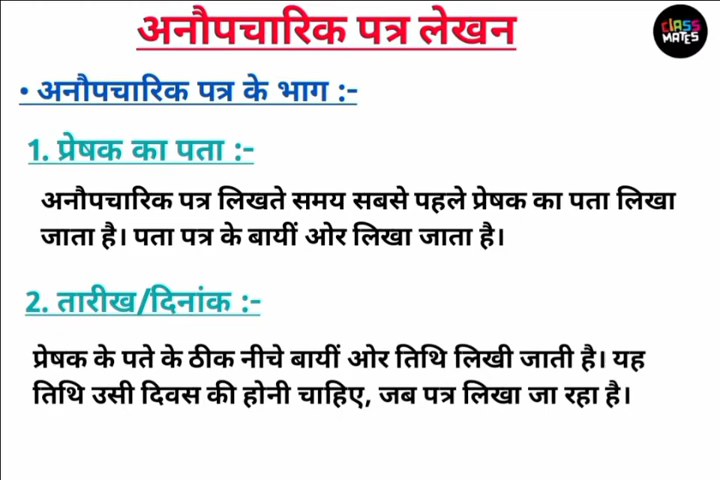 अनौपचारिक पत्र लेखन
CLASS
MATES
• अनौपचारिक पत्र के भाग :-
1. प्रेषक का पता :-
अनौपचारिक पत्र लिखते समय सबसे पहले प्रेषक का पता लिखा
जाता है। पता पत्र के बायीं ओर लिखा जाता है।
2. तारीख/दिनांक :-
प्रेषक के पते के ठीक नीचे बायीं ओर तिथि लिखी जाती है। यह
तिथि उसी दिवस की होनी चाहिए, जब पत्र लिखा जा रहा है।